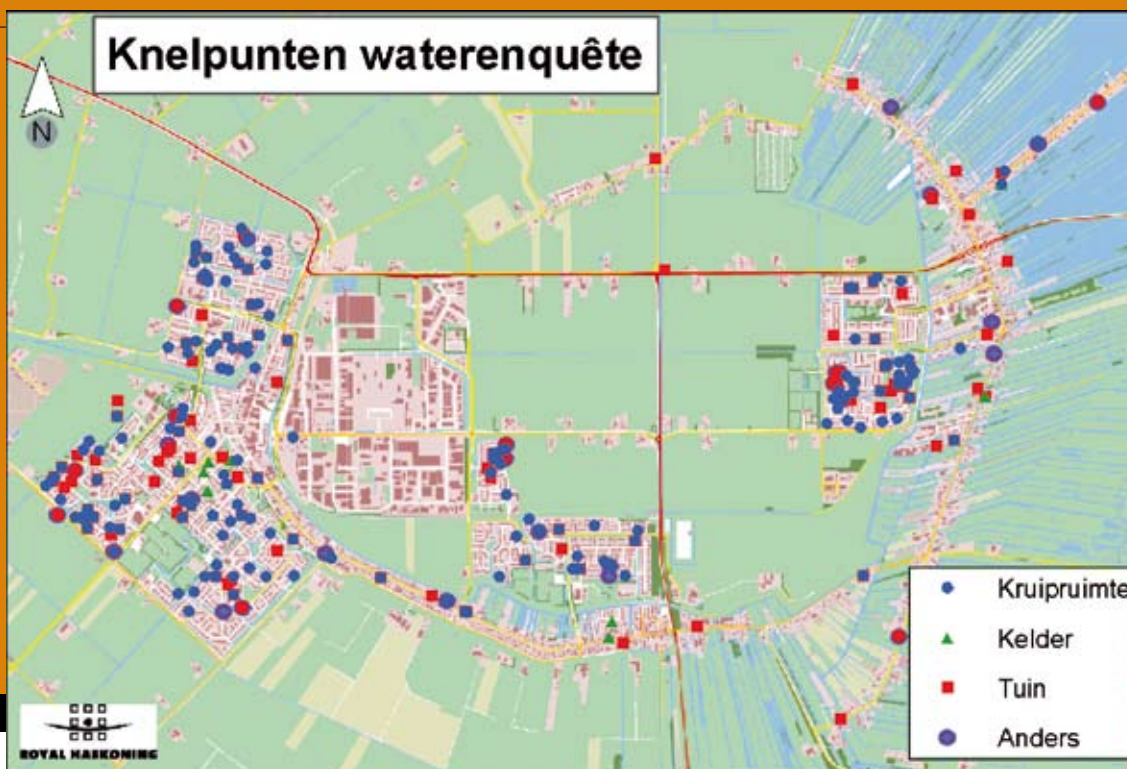 Knelpunten waterenquête
N
Kruipruimte
Kelder
Tuin
Anders
ROYAL HASKONING